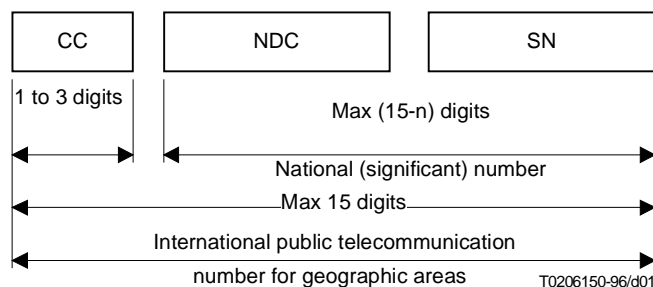 CC NDC SN
1 to 3 digits
Max (15-n) digits
National (significant) number
Max 15 digits
International public telecommunication
number for geographic areas
T0206150-96/d01